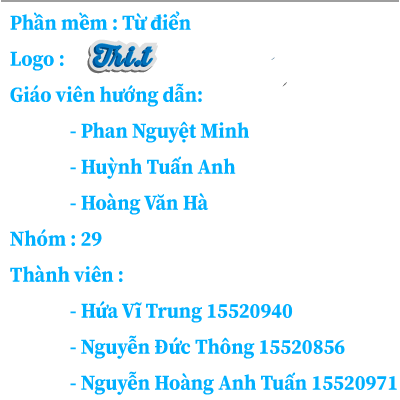 Phần mềm : Từ điển
Logo : Thi.t
Giáo viên hướng dẫn:
- Phan Nguyệt Minh
- Huỳnh Tuấn Anh
- Hoàng Văn Hà
Nhóm : 29
Thành viên :
- Hứa Vĩ Trung 15520940
- Nguyễn Đức Thông 15520856
- Nguyễn Hoàng Anh Tuấn 15520971